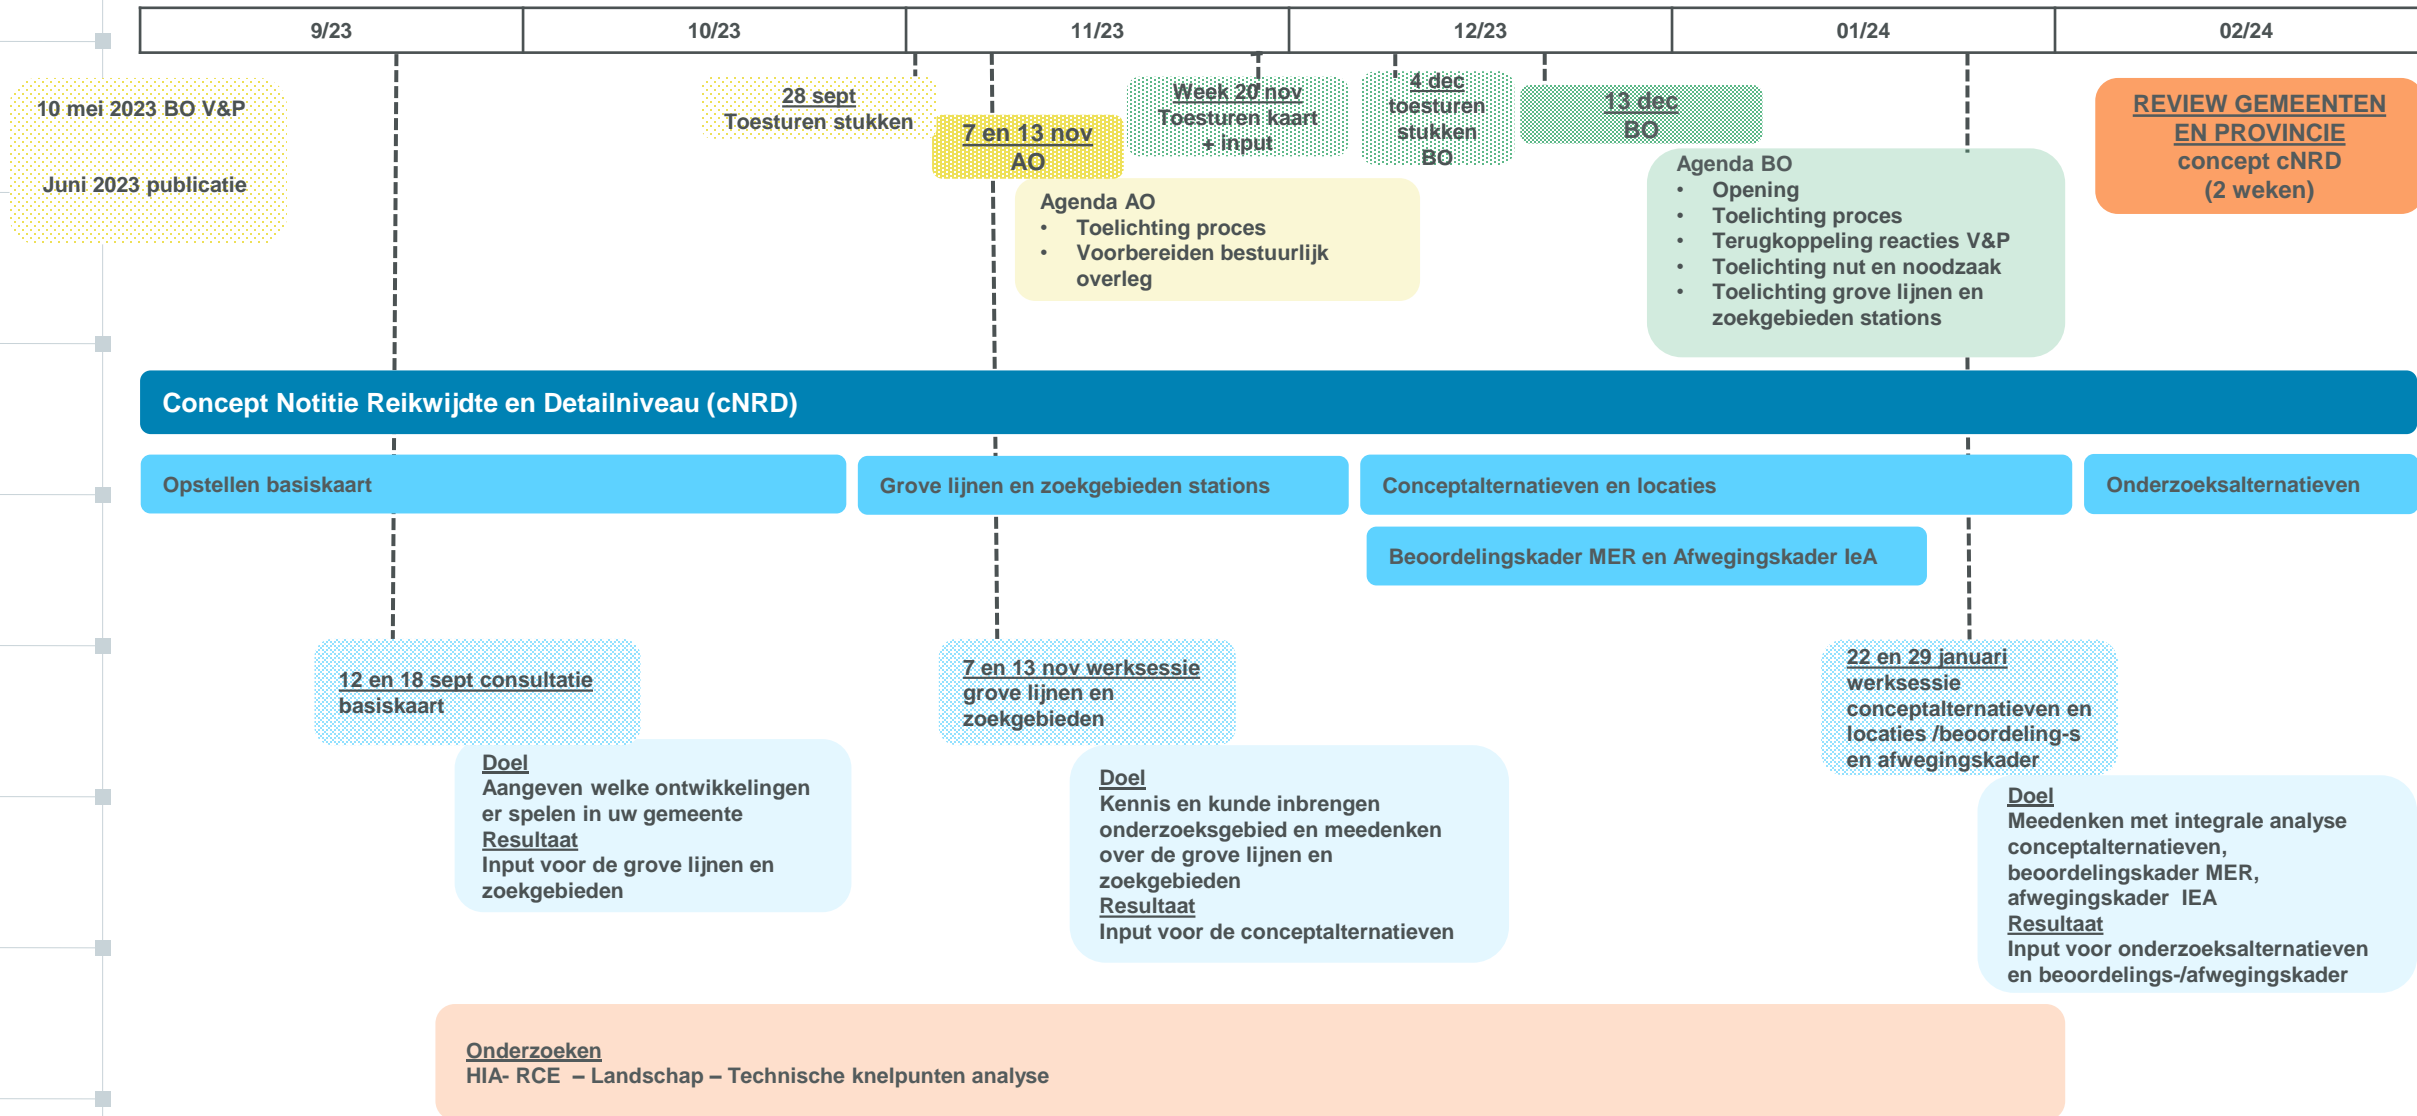 9/23
10/23
11/23
12/23
01/24
02/24
10 mei 2023 BO V&P
Juni 2023 publicatie
28 sept
Toesturen stukken
7 en 13 nov
AO
Week 20 nov
Toesturen kaart
+ input
4 dec
toesturen
stukken
BO
13 dec
BO
REVIEW GEMEENTEN
EN PROVINCIE
concept cNRD
(2 weken)
Agenda AO
• Toelichting proces
• Voorbereiden bestuurlijk
overleg
Agenda BO
• Opening
• Toelichting proces
• Terugkoppeling reacties V&P
• Toelichting nut en noodzaak
• Toelichting grove lijnen en
zoekgebieden stations
Concept Notitie Reikwijdte en Detailniveau (cNRD)
Opstellen basiskaart
Grove lijnen en zoekgebieden stations
Conceptalternatieven en locaties
Onderzoeksalternatieven
Beoordelingskader MER en Afwegingskader IeA
12 en 18 sept consultatie
basiskaart
Doel
Aangeven welke ontwikkelingen
er spelen in uw gemeente
Resultaat
Input voor de grove lijnen en
zoekgebieden
7 en 13 nov werksessie
grove lijnen en
zoekgebieden
Doel
Kennis en kunde inbrengen
onderzoeksgebied en meedenken
over de grove lijnen en
zoekgebieden
Resultaat
Input voor de conceptalternatieven
22 en 29 januari
werksessie
conceptalternatieven en
locaties /beoordeling-s
en afwegingskader
Doel
Meedenken met integrale analyse
conceptalternatieven,
beoordelingskader MER,
afwegingskader IEA
Resultaat
Input voor onderzoeksalternatieven
en beoordelings-/afwegingskader
Onderzoeken
HIA- RCE – Landschap – Technische knelpunten analyse